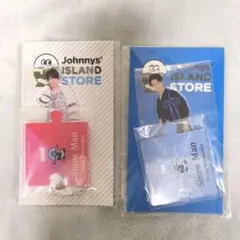 Johnnys'
ISLAND
STORE
Johnnys'
ISLAND
STORE
Snow Man
Snow Man